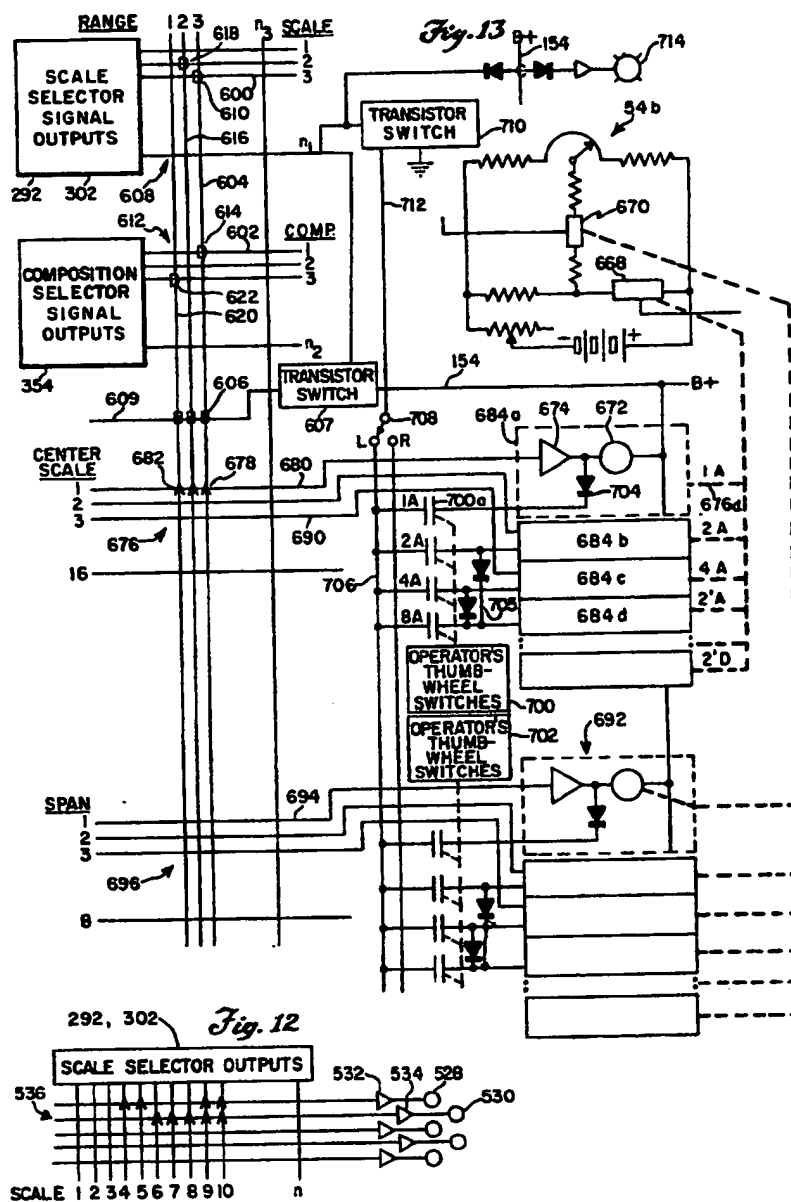 RANGE 1 2 3 n3 SCALE
Fig. 13
B+
154
618
1
2
3
714
SCALE
SELECTOR
SIGNAL
OUTPUTS
600
610
616
TRANSISTOR
SWITCH
710
54b
n1
292 302 608
604
712
670
612
614
602 COMP.
1
2
3
668
COMPOSITION
SELECTOR
SIGNAL
OUTPUTS
622
620
- +
354
n2
154
TRANSISTOR
SWITCH
B+
609
606
607
708
684a
674
672
L R
CENTER
SCALE
682
678
680
1
2
3
1A
700a
704
1A
676a
676
690
2A
684b
2A
16
706
4A
684c
4A
705
8A
684d
2'A
OPERATOR'S
THUMB-
WHEEL
SWITCHES
2'D
700
OPERATOR'S
THUMB-
WHEEL
SWITCHES
702
692
SPAN
694
1
2
3
696
8
292, 302
Fig. 12
SCALE SELECTOR OUTPUTS
532
534
528
536
530
SCALE 1 2 3 4 5 6 7 8 9 10 n